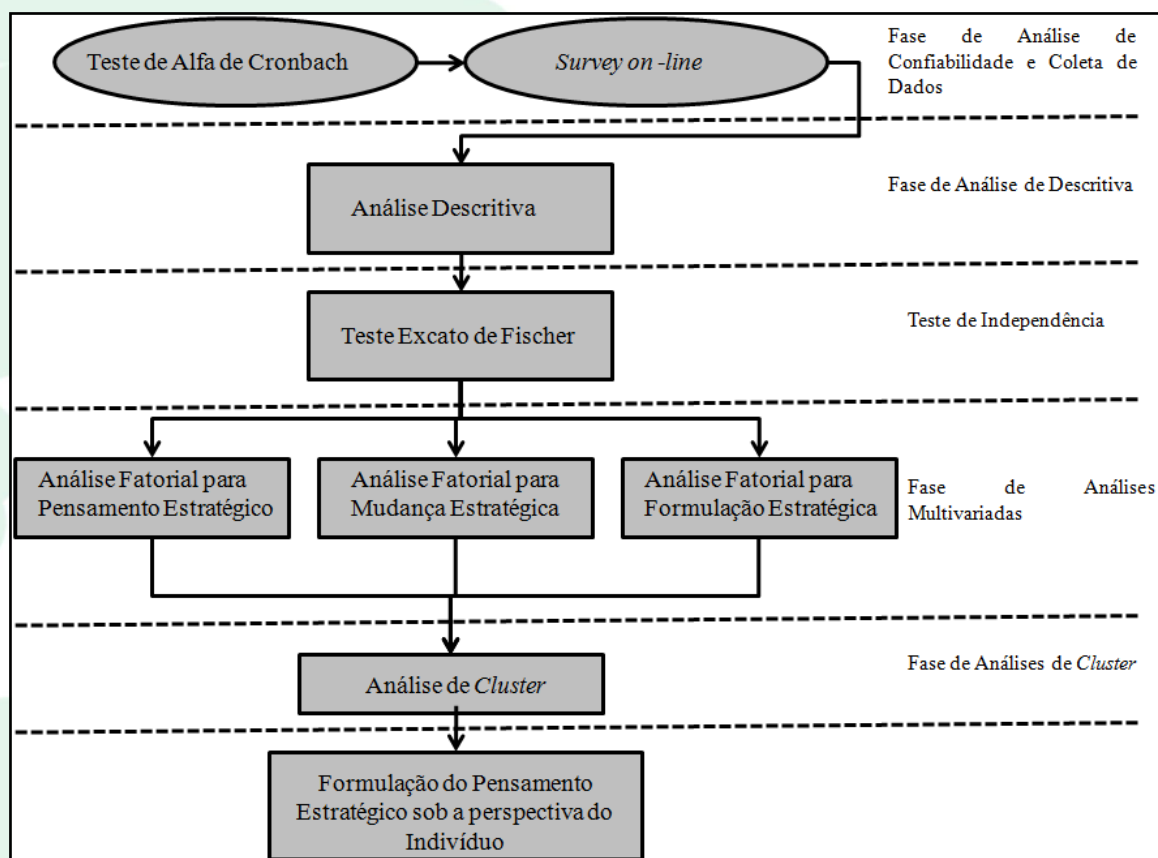 Teste de Alfa de Cronbach
Survey on -line
Fase de Análise de
Confiabilidade e Coleta de
Dados
Análise Descritiva
Fase de Análise de Descritiva
Teste Excato de Fischer
Teste de Independência
Análise Fatorial para
Pensamento Estratégico
Análise Fatorial para
Mudança Estratégica
Análise Fatorial para
Formulação Estratégica
Fase de Análises
Multivariadas
Análise de Cluster
Fase de Análises de Cluster
Formulação do Pensamento
Estratégico sob a perspectiva do
Indivíduo